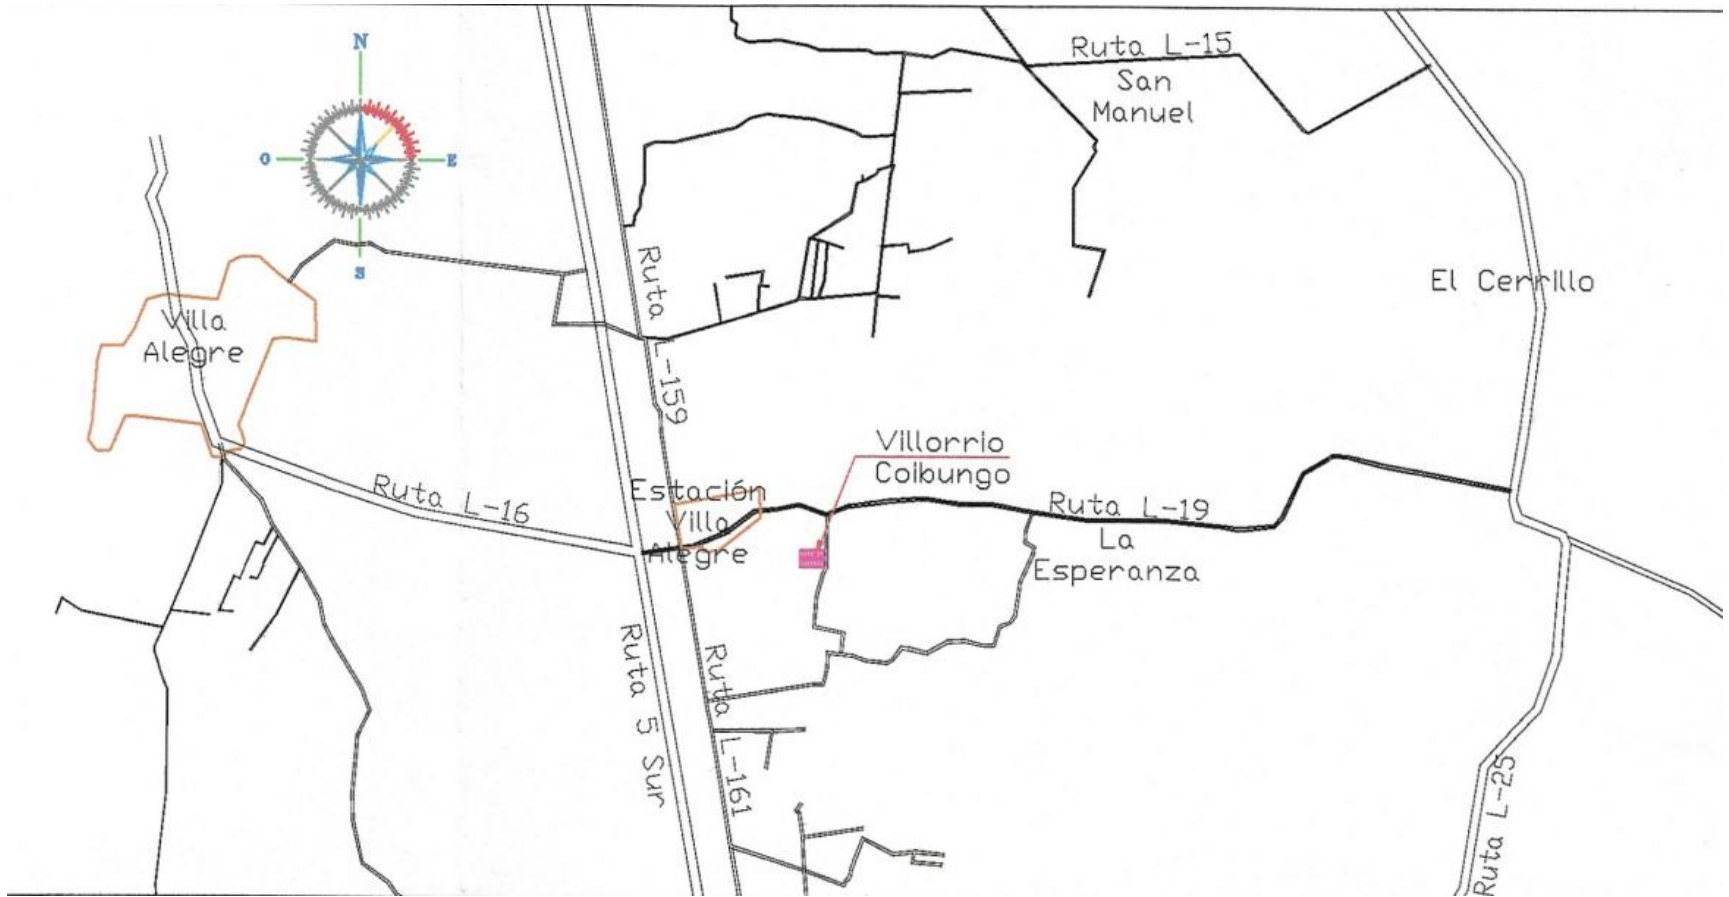 N
O
E
S
Ruta L-15
San
Manuel
El Cerrillo
Villa
Alegre
Ruta
L-159
Villorrio
Coibungo
Ruta L-16
Estación
Villa
Alegre
Ruta L-19
La
Esperanza
Ruta 5 Sur
Ruta
L-161
Ruta L-25